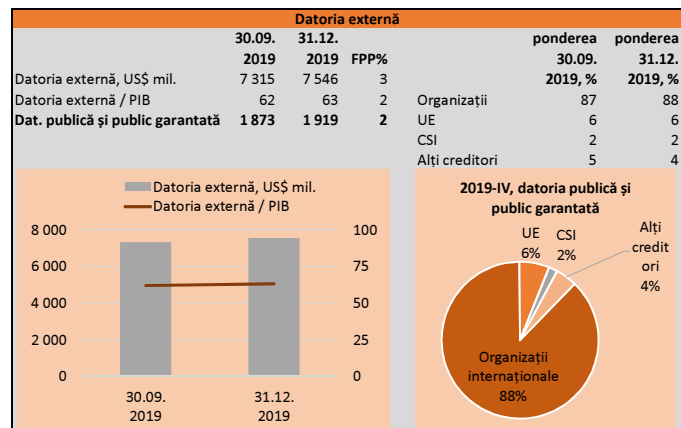 Datoria externă
30.09. 31.12.
2019 2019 FPP%
Datoria externă, US$ mil. 7 315 7 546 3
Datoria externă / PIB 62 63 2
Dat. publică și public garantată 1 873 1 919 2
ponderea ponderea
30.09. 31.12.
2019, % 2019, %
Organizații 87 88
UE 6 6
CSI 2 2
Alți creditori 5 4
Datoria externă, US$ mil.
Datoria externă / PIB
8 000 100
6 000 75
4 000 50
2 000 25
0 0
30.09. 31.12.
2019 2019
2019-IV, datoria publică și
public garantată
UE
6%
CSI
2%
Alți
credit
ori
4%
Organizații
internaționale
88%